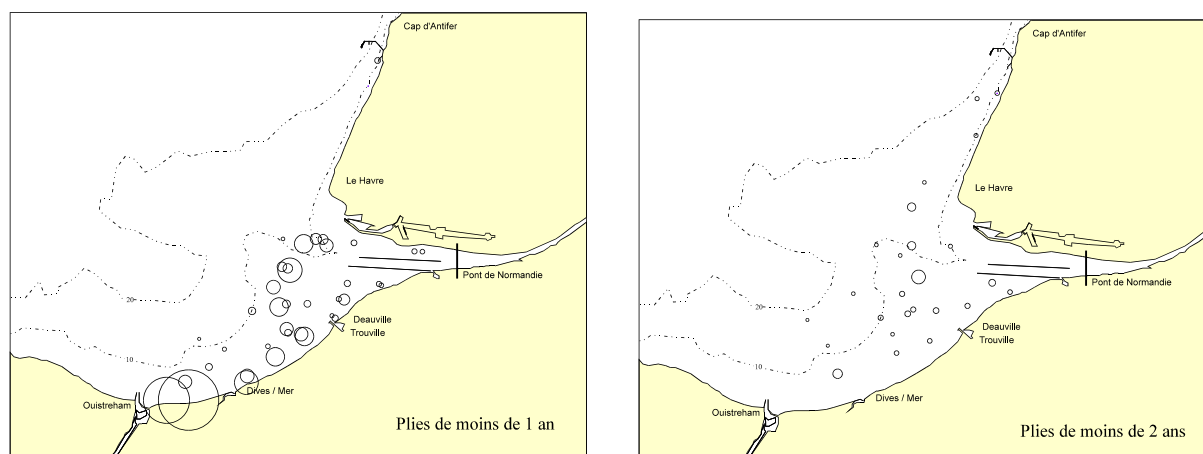 Cap d'Antifer
Le Havre
Pont de Normandie
20
Deauville
Trouville
10
Dives / Mer
Ouistreham
Plies de moins de 1 an
Cap d'Antifer
Le Havre
Pont de Normandie
20
Deauville
Trouville
10
Dives / Mer
Ouistreham
Plies de moins de 2 ans